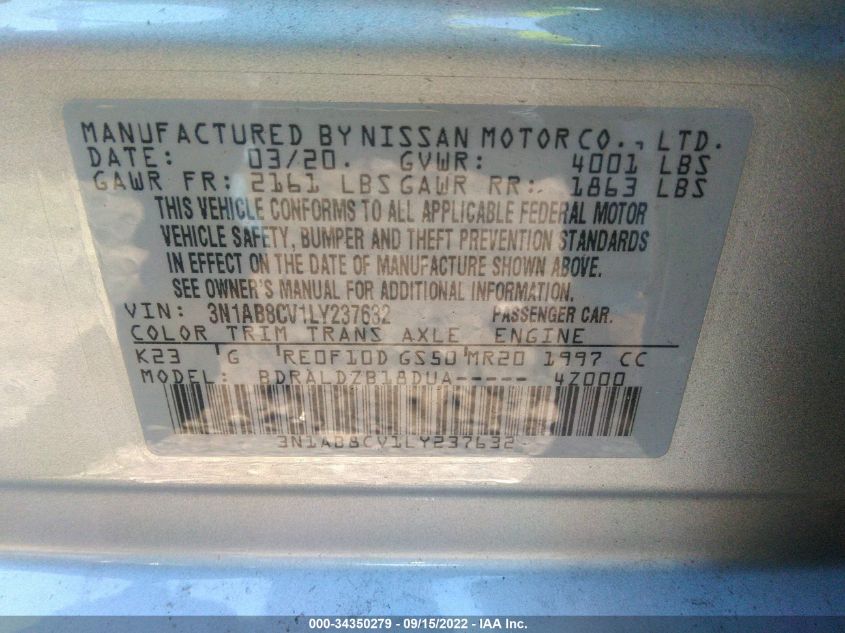 MANUFACTURED BY NISSAN MOTOR CO., LTD.
DATE: 03/20. GVWR: 4001 LBS
GAWR FR: 2161 LBS GAWR RR: 1863 LBS
THIS VEHICLE CONFORMS TO ALL APPLICABLE FEDERAL MOTOR
VEHICLE SAFETY, BUMPER AND THEFT PREVENTION STANDARDS
IN EFFECT ON THE DATE OF MANUFACTURE SHOWN ABOVE.
SEE OWNER'S MANUAL FOR ADDITIONAL INFORMATION.
VIN: 3N1AB8CV1LY237632 PASSENGER CAR.
COLOR TRIM TRANS AXLE ENGINE
K23 G RE0F10D GS50 MR20 1997 CC
MODEL: BDRALDZB18DUA----- 4Z000
3N1AB8CV1LY237632
000-34350279 - 09/15/2022 - IAA Inc.